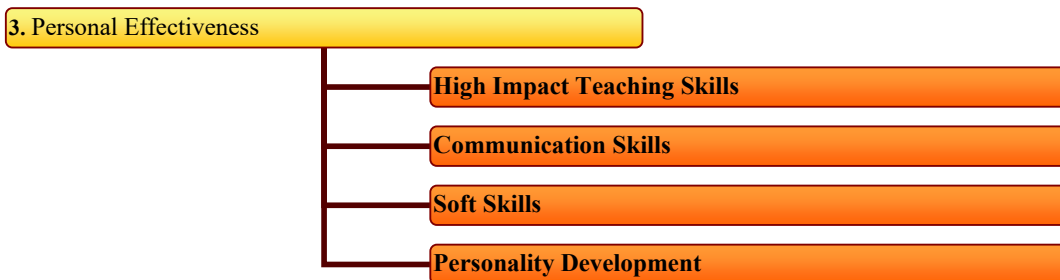 3. Personal Effectiveness
High Impact Teaching Skills
Communication Skills
Soft Skills
Personality Development